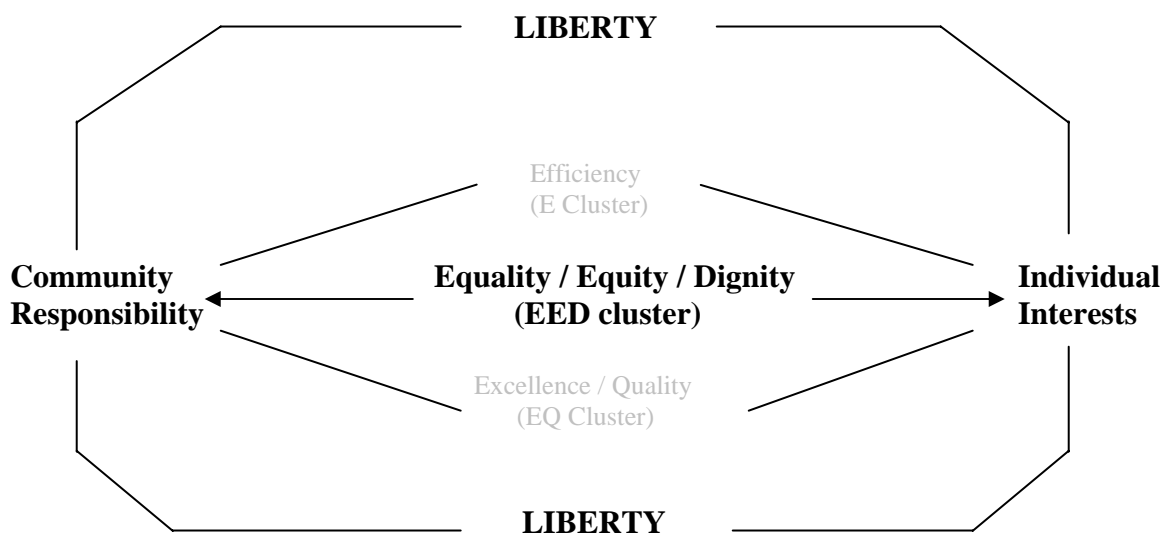 LIBERTY
Efficiency
(E Cluster)
Community
Responsibility
Equality / Equity / Dignity
(EED cluster)
Individual
Interests
Excellence / Quality
(EQ Cluster)
LIBERTY